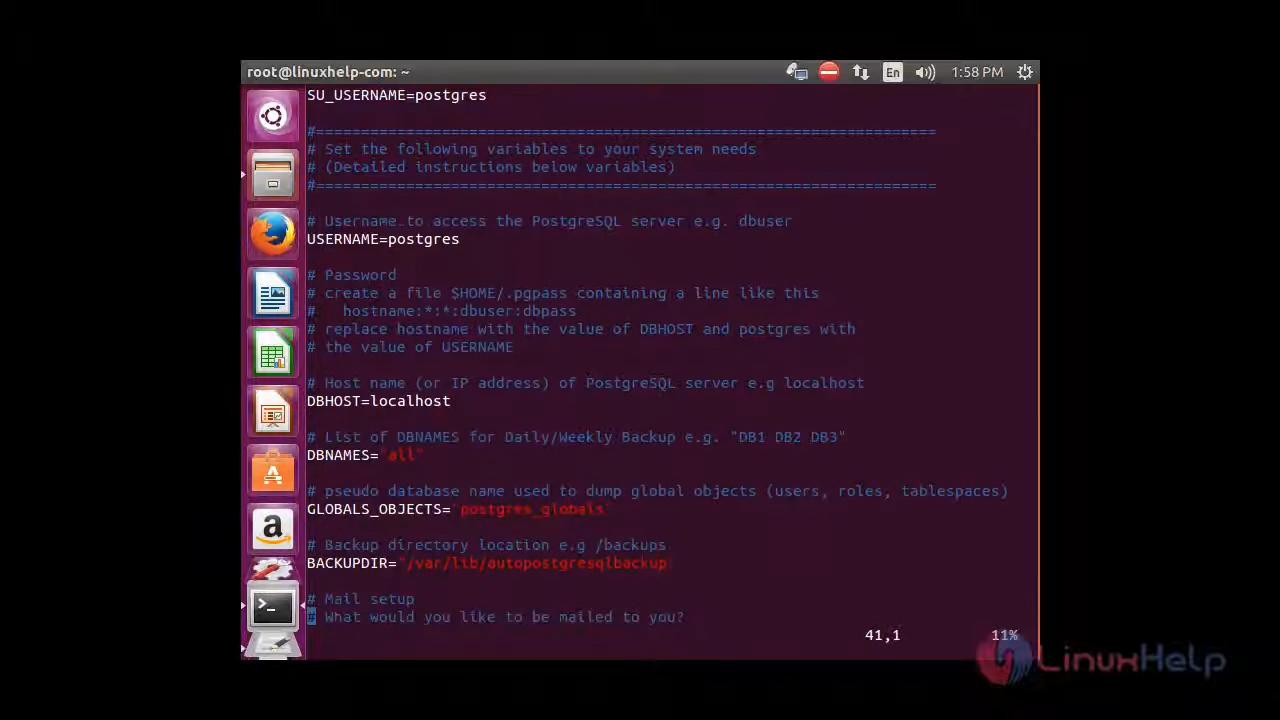 root@linuxhelp-com: ~
En
1:58 PM
SU_USERNAME=postgres
#=====================================================================
# Set the following variables to your system needs
# (Detailed instructions below variables)
#=====================================================================
# Username to access the PostgreSQL server e.g. dbuser
USERNAME=postgres
# Password
# create a file $HOME/.pgpass containing a line like this
#   hostname:*:*:dbuser:dbpass
# replace hostname with the value of DBHOST and postgres with
# the value of USERNAME
# Host name (or IP address) of PostgreSQL server e.g localhost
DBHOST=localhost
# List of DBNAMES for Daily/Weekly Backup e.g. "DB1 DB2 DB3"
DBNAMES="all"
# pseudo database name used to dump global objects (users, roles, tablespaces)
GLOBALS_OBJECTS="postgres_globals"
# Backup directory location e.g /backups
BACKUPDIR="/var/lib/autopostgresqlbackup
# Mail setup
# What would you like to be mailed to you?
41,1
11%
LinuxHelp